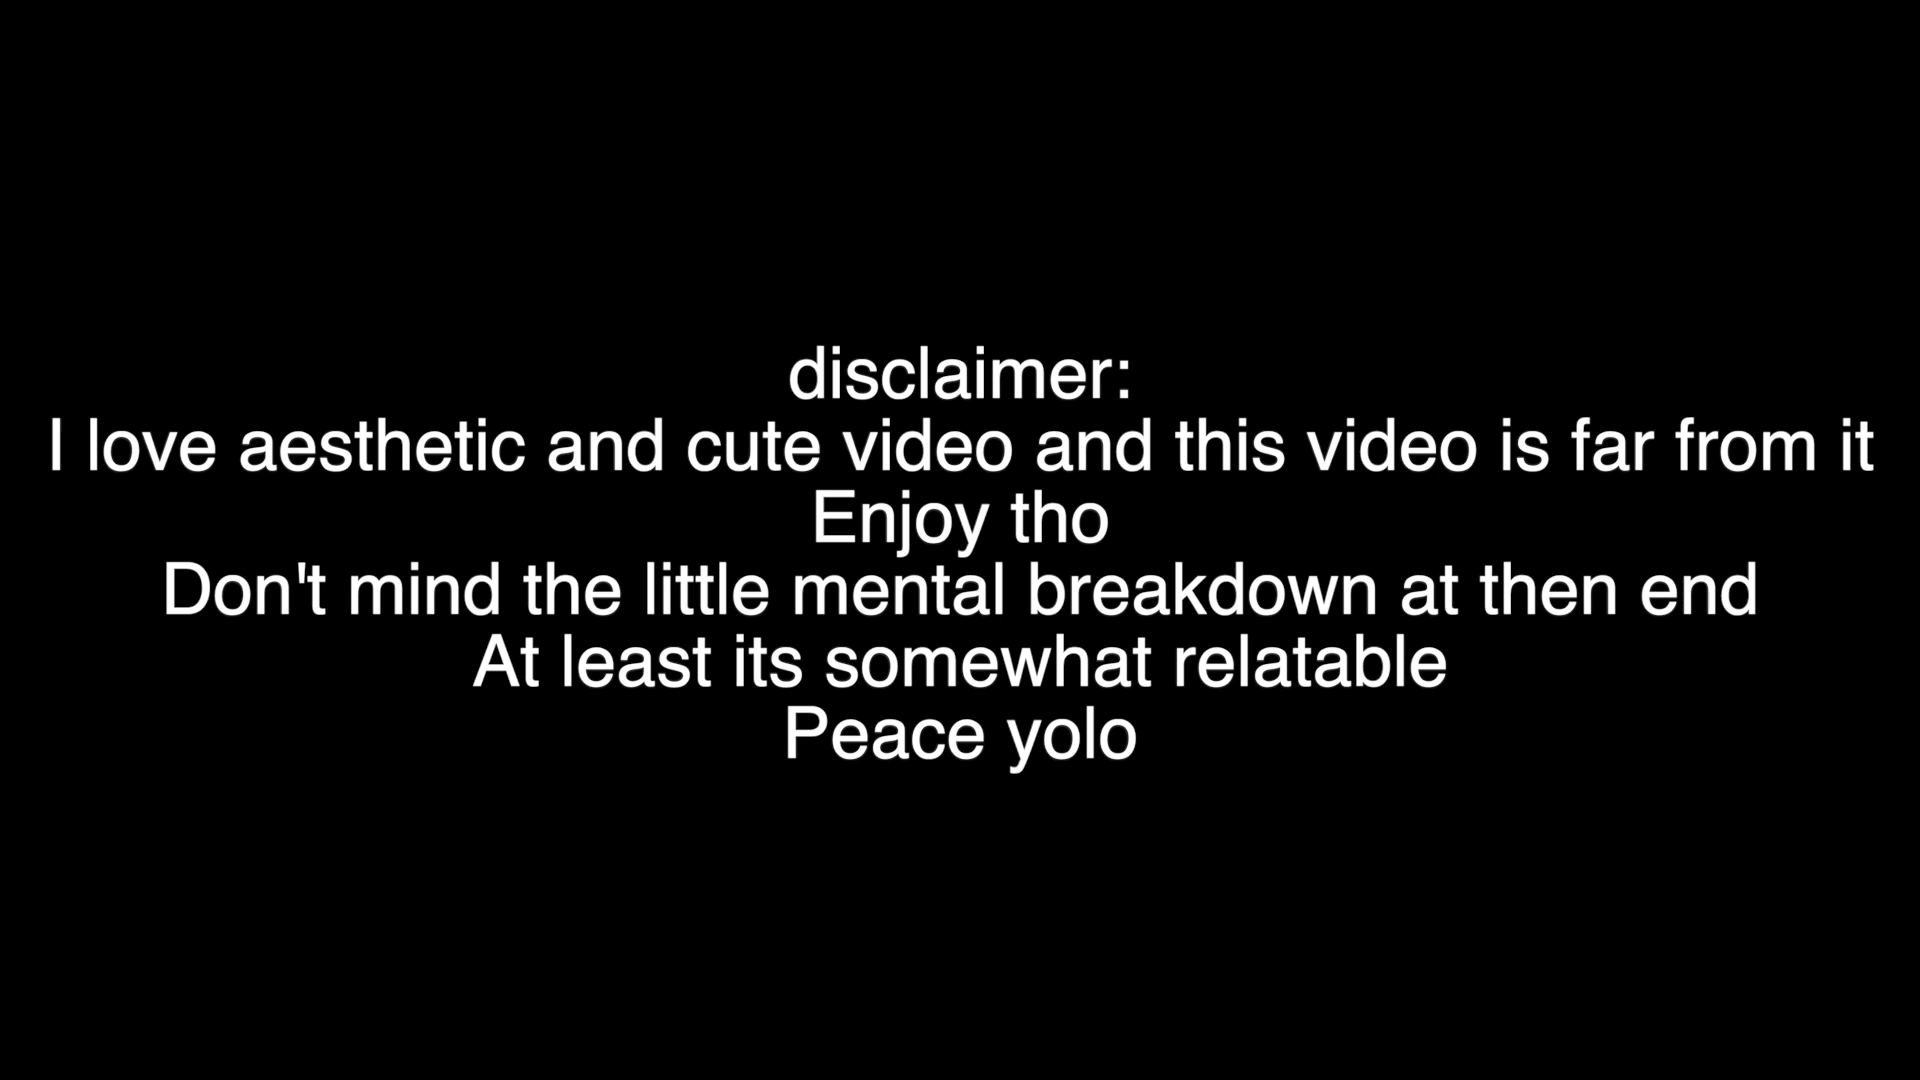 disclaimer:
I love aesthetic and cute video and this video is far from it
Enjoy tho
Don't mind the little mental breakdown at then end
At least its somewhat relatable
Peace yolo